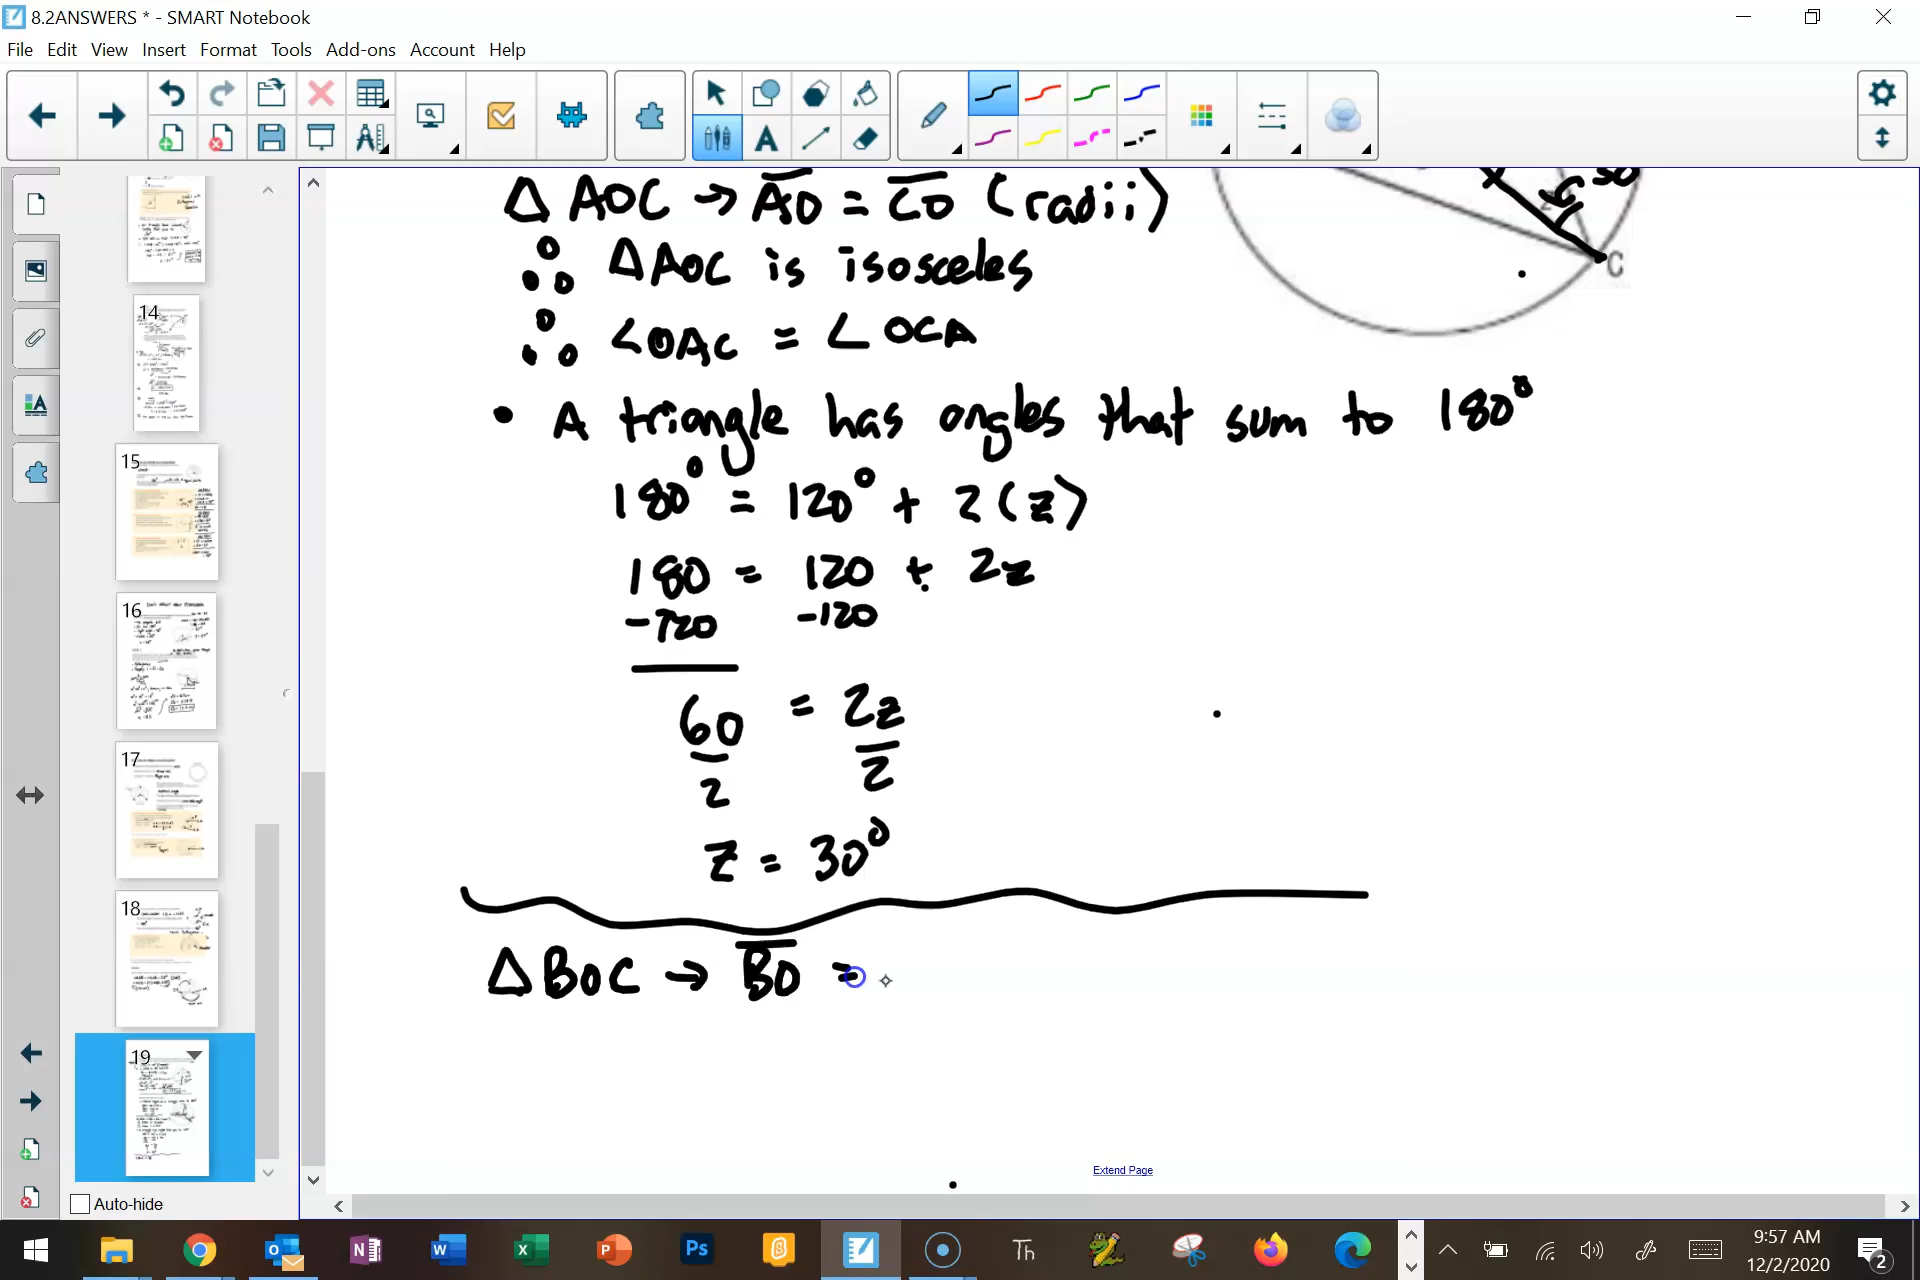 8.2ANSWERS * - SMART Notebook
File Edit View Insert Format Tools Add-ons Account Help
A
A
△ AOC → AO = CO (radii)
∴ △AOC is isosceles
∴ <OAC = <OCA
• A triangle has angles that sum to 180°
180° = 120° + 2(z)
180 = 120 + 2z
-120 -120
60 = 2z
2 2
z = 30°
△ BOC → BO =
30
C
14
15
16
17
18
19
Extend Page
Auto-hide
Th
9:57 AM
12/2/2020
2